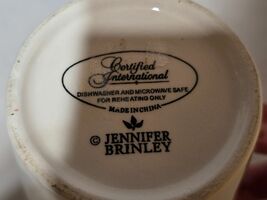 Certified
International
DISHWASHER AND MICROWAVE SAFE
FOR REHEATING ONLY
MADE IN CHINA
© JENNIFER
BRINLEY